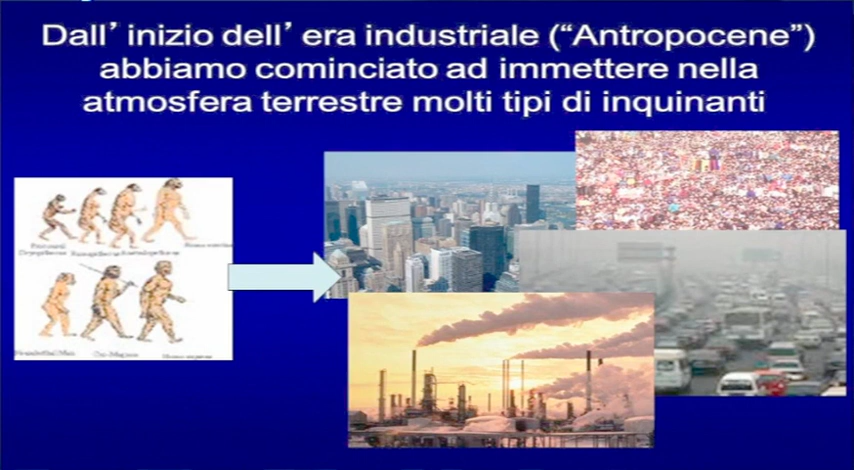 Dall’ inizio dell’ era industriale (“Antropocene”)
abbiamo cominciato ad immettere nella
atmosfera terrestre molti tipi di inquinanti